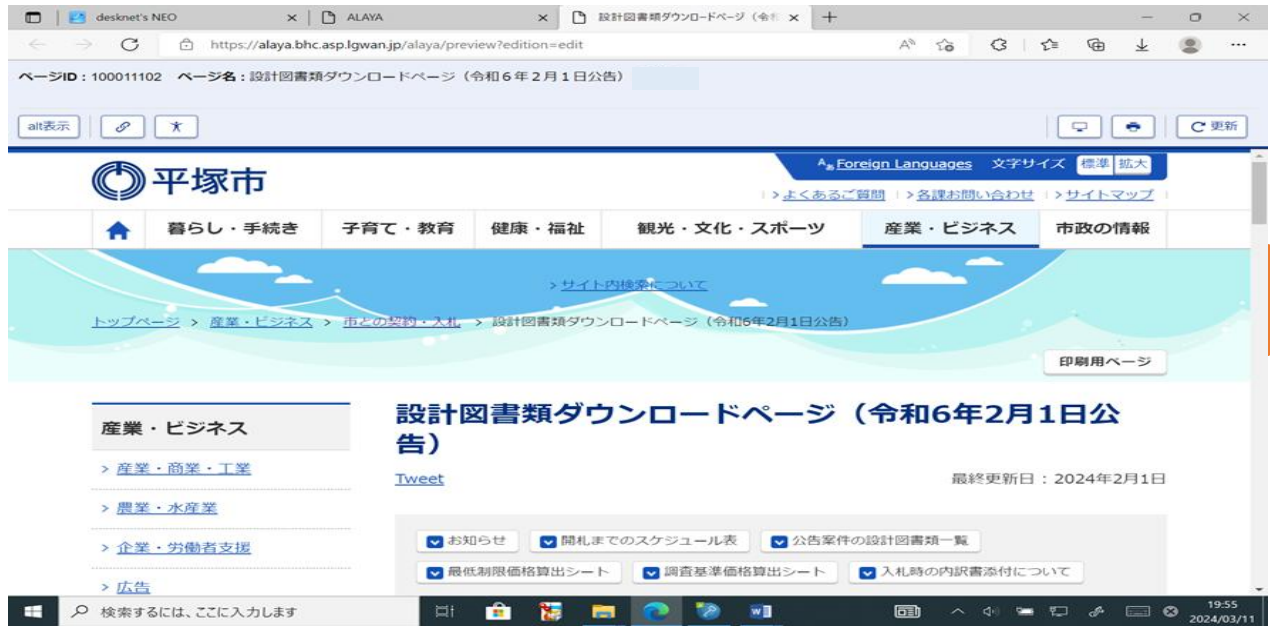 desknet's NEO
ALAYA
設計図書類ダウンロードページ（令和
https://alaya.bhc.asp.lgwan.jp/alaya/preview?edition=edit
ページID：100011102 ページ名：設計図書類ダウンロードページ（令和６年２月１日公告）
alt表示
更新
平塚市
Foreign Languages 文字サイズ 標準 拡大
>よくあるご質問 >各課お問い合わせ >サイトマップ
暮らし・手続き 子育て・教育 健康・福祉 観光・文化・スポーツ 産業・ビジネス 市政の情報
>サイト内検索について
トップページ > 産業・ビジネス > 市との契約・入札 > 設計図書類ダウンロードページ（令和6年2月1日公告）
印刷用ページ
設計図書類ダウンロードページ（令和6年2月1日公
告）
産業・ビジネス
> 産業・商業・工業
Tweet
最終更新日：2024年2月1日
> 農業・水産業
お知らせ 開札までのスケジュール表 公告案件の設計図書類一覧
> 企業・労働者支援
最低制限価格算出シート 調査基準価格算出シート 入札時の内訳書添付について
> 広告
検索するには、ここに入力します
19:55
2024/03/11